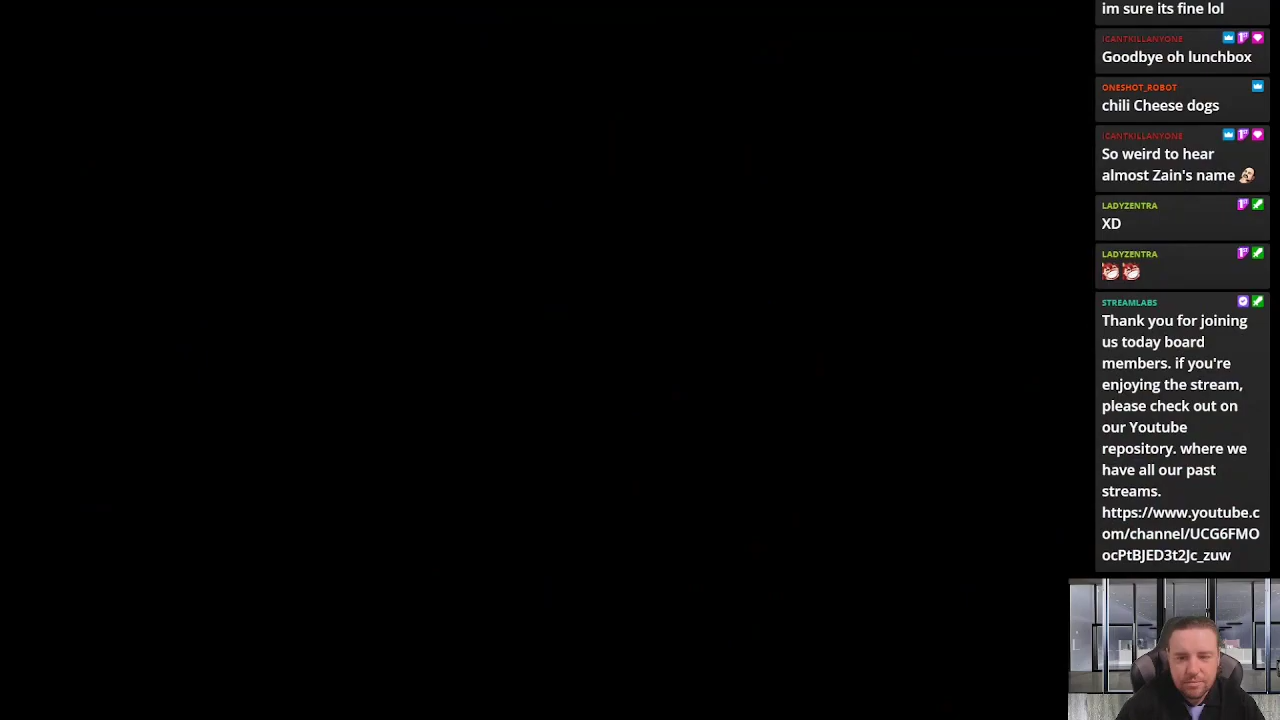 im sure its fine lol
ICANTKILLANYONE
Goodbye oh lunchbox
ONESHOT_ROBOT
chili Cheese dogs
ICANTKILLANYONE
So weird to hear
almost Zain's name
LADYZENTRA
XD
LADYZENTRA
STREAMLABS
Thank you for joining
us today board
members. if you're
enjoying the stream,
please check out on
our Youtube
repository. where we
have all our past
streams.
https://www.youtube.c
om/channel/UCG6FMO
ocPtBJED3t2Jc_zuw